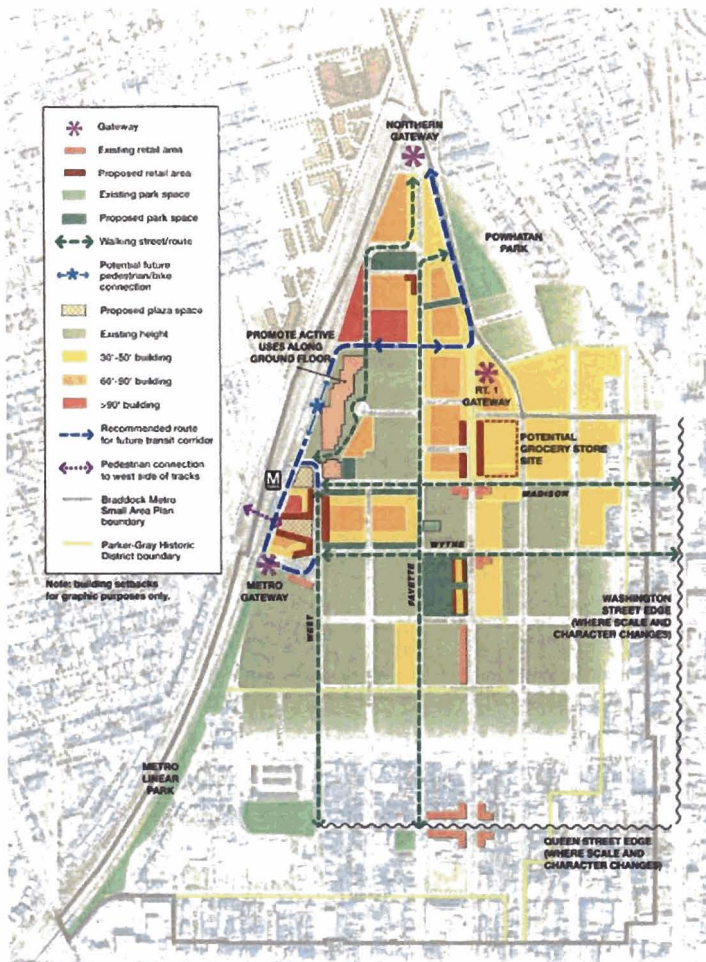 Gateway
Existing retail area
Proposed retail area
Existing park space
Proposed park space
Walking street/route
Potential future
pedestrian/bike
connection
Proposed plaza space
Existing height
30'-50' building
60'-90' building
>90' building
Recommended route
for future transit corridor
Pedestrian connection
to west side of tracks
Braddock Metro
Small Area Plan
boundary
Parker-Gray Historic
District boundary
Note: building setbacks
for graphic purposes only.
NORTHERN
GATEWAY
POWHATAN
PARK
PROMOTE ACTIVE
USES ALONG
GROUND FLOOR
RT. 1
GATEWAY
POTENTIAL
GROCERY STORE
SITE
M
MADISON
WYTHE
METRO
GATEWAY
WEST
FAYETTE
WASHINGTON
STREET EDGE
(WHERE SCALE AND
CHARACTER CHANGES)
METRO
LINEAR
PARK
QUEEN STREET EDGE
(WHERE SCALE AND
CHARACTER CHANGES)